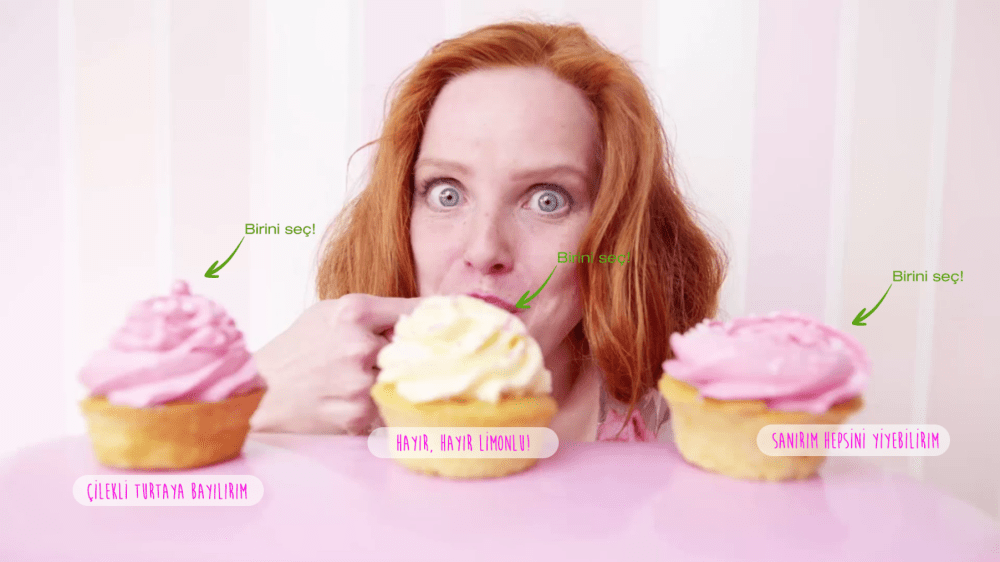 Birini seç!
Birini seç!
Birini seç!
ÇİLEKLİ TURTAYA BAYILIRIM
HAYIR, HAYIR LİMONLU!
SANIRIM HEPSİNİ YİYEBİLİRİM